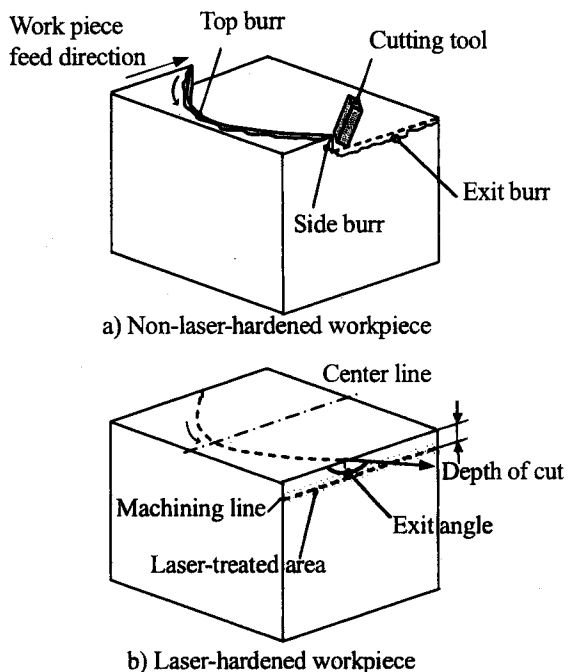 Work piece
feed direction
Top burr
Cutting tool
Exit burr
Side burr
a) Non-laser-hardened workpiece
Center line
Depth of cut
Machining line
Exit angle
Laser-treated area
b) Laser-hardened workpiece